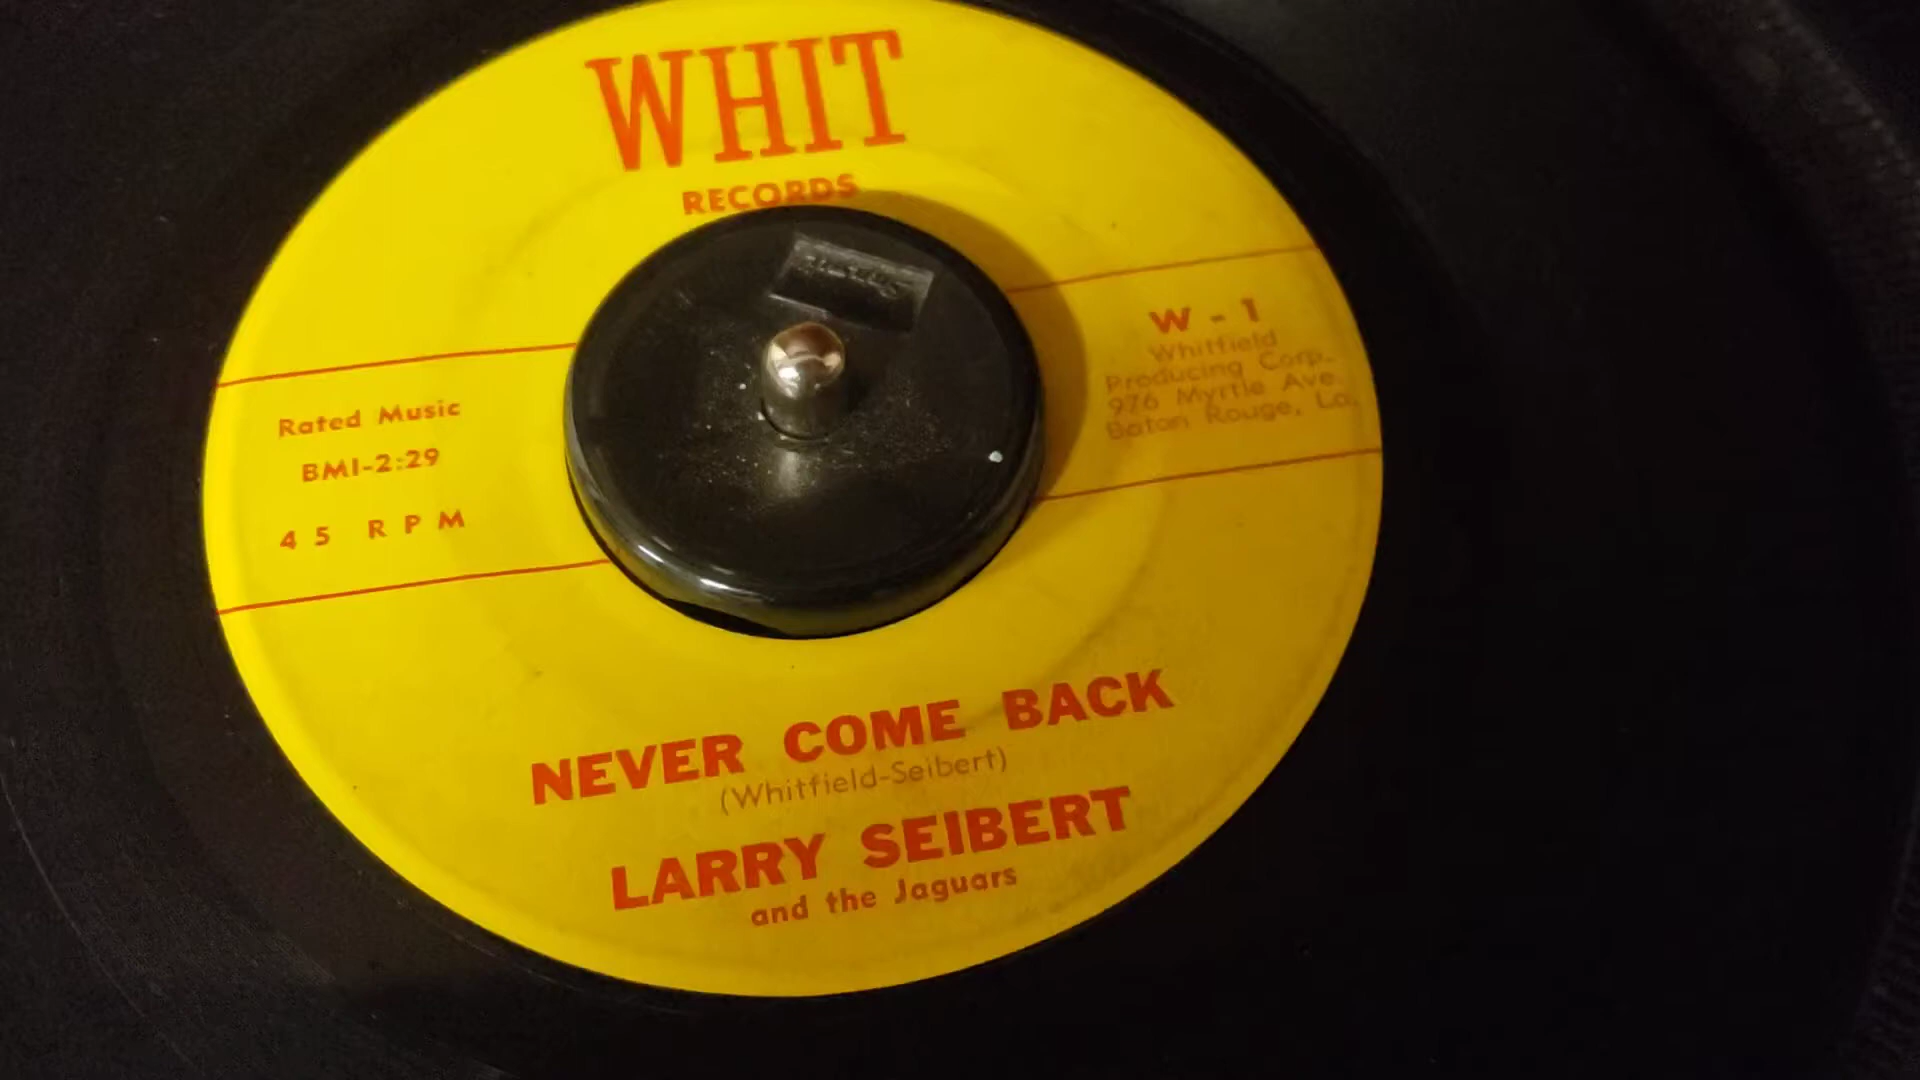 WHIT
RECORDS
W - 1
Whitfield
Producing Corp.
976 Myrtle Ave.
Baton Rouge, La.
Rated Music
BMI-2:29
45 RPM
NEVER COME BACK
(Whitfield-Seibert)
LARRY SEIBERT
and the Jaguars